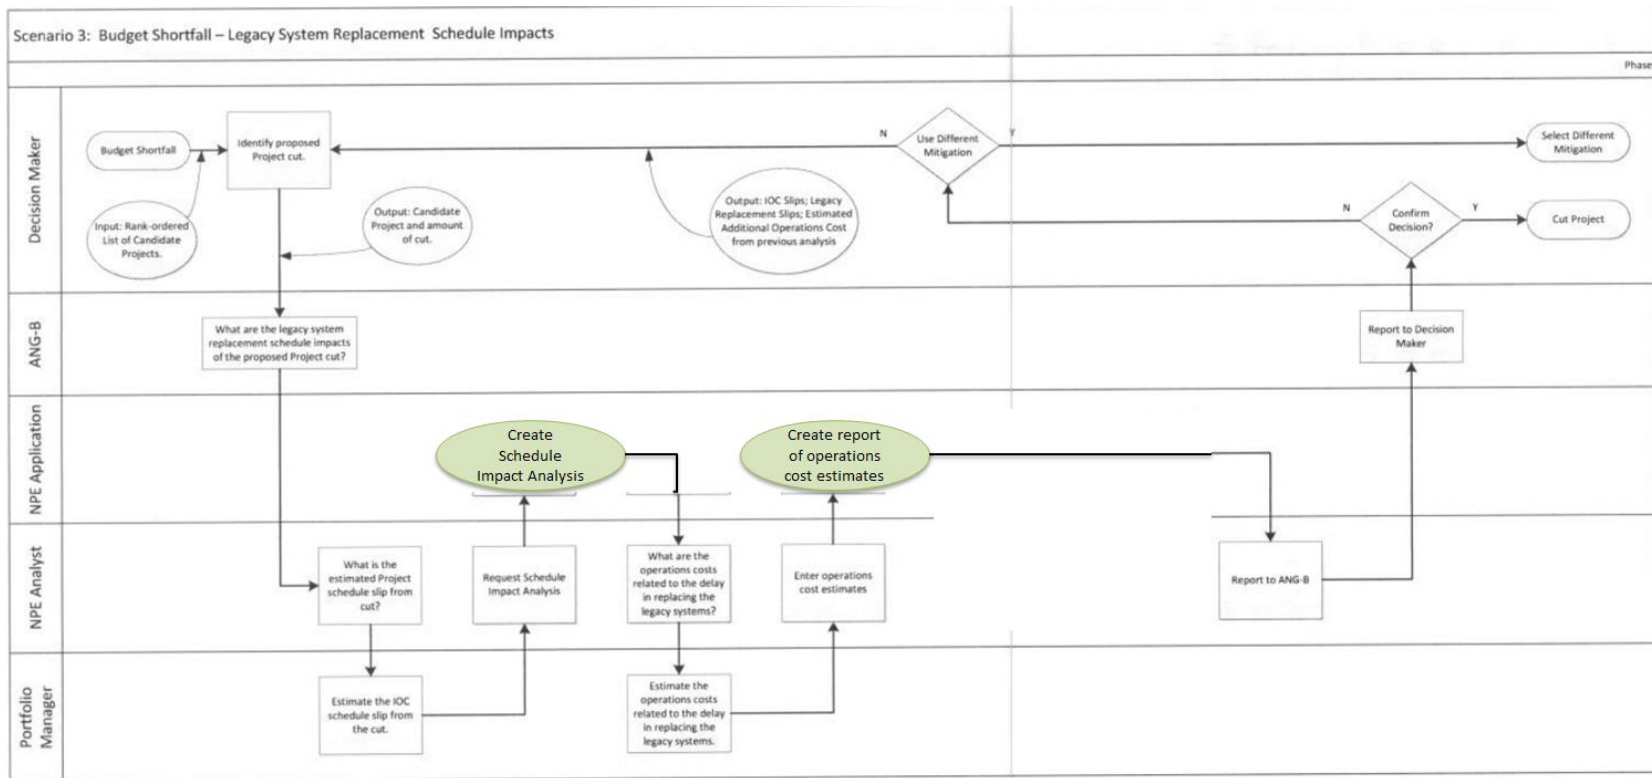 Scenario 3:  Budget Shortfall – Legacy System Replacement  Schedule Impacts
Phase
Decision Maker
Budget Shortfall
Identify proposed
Project cut.
Input: Rank-ordered
List of Candidate
Projects.
Output: Candidate
Project and amount
of cut.
Output: IOC Slips; Legacy
Replacement Slips; Estimated
Additional Operations Cost
from previous analysis
N
Use Different
Mitigation
Y
Select Different
Mitigation
N
Confirm
Decision?
Y
Cut Project
ANG-B
What are the legacy system
replacement schedule impacts
of the proposed Project cut?
Report to Decision
Maker
NPE Application
Create
Schedule
Impact Analysis
Create report
of operations
cost estimates
NPE Analyst
What is the
estimated Project
schedule slip from
cut?
Request Schedule
Impact Analysis
What are the
operations costs
related to the delay
in replacing the
legacy systems?
Enter operations
cost estimates
Report to ANG-B
Portfolio
Manager
Estimate the IOC
schedule slip from
the cut.
Estimate the
operations costs
related to the delay
in replacing the
legacy systems.